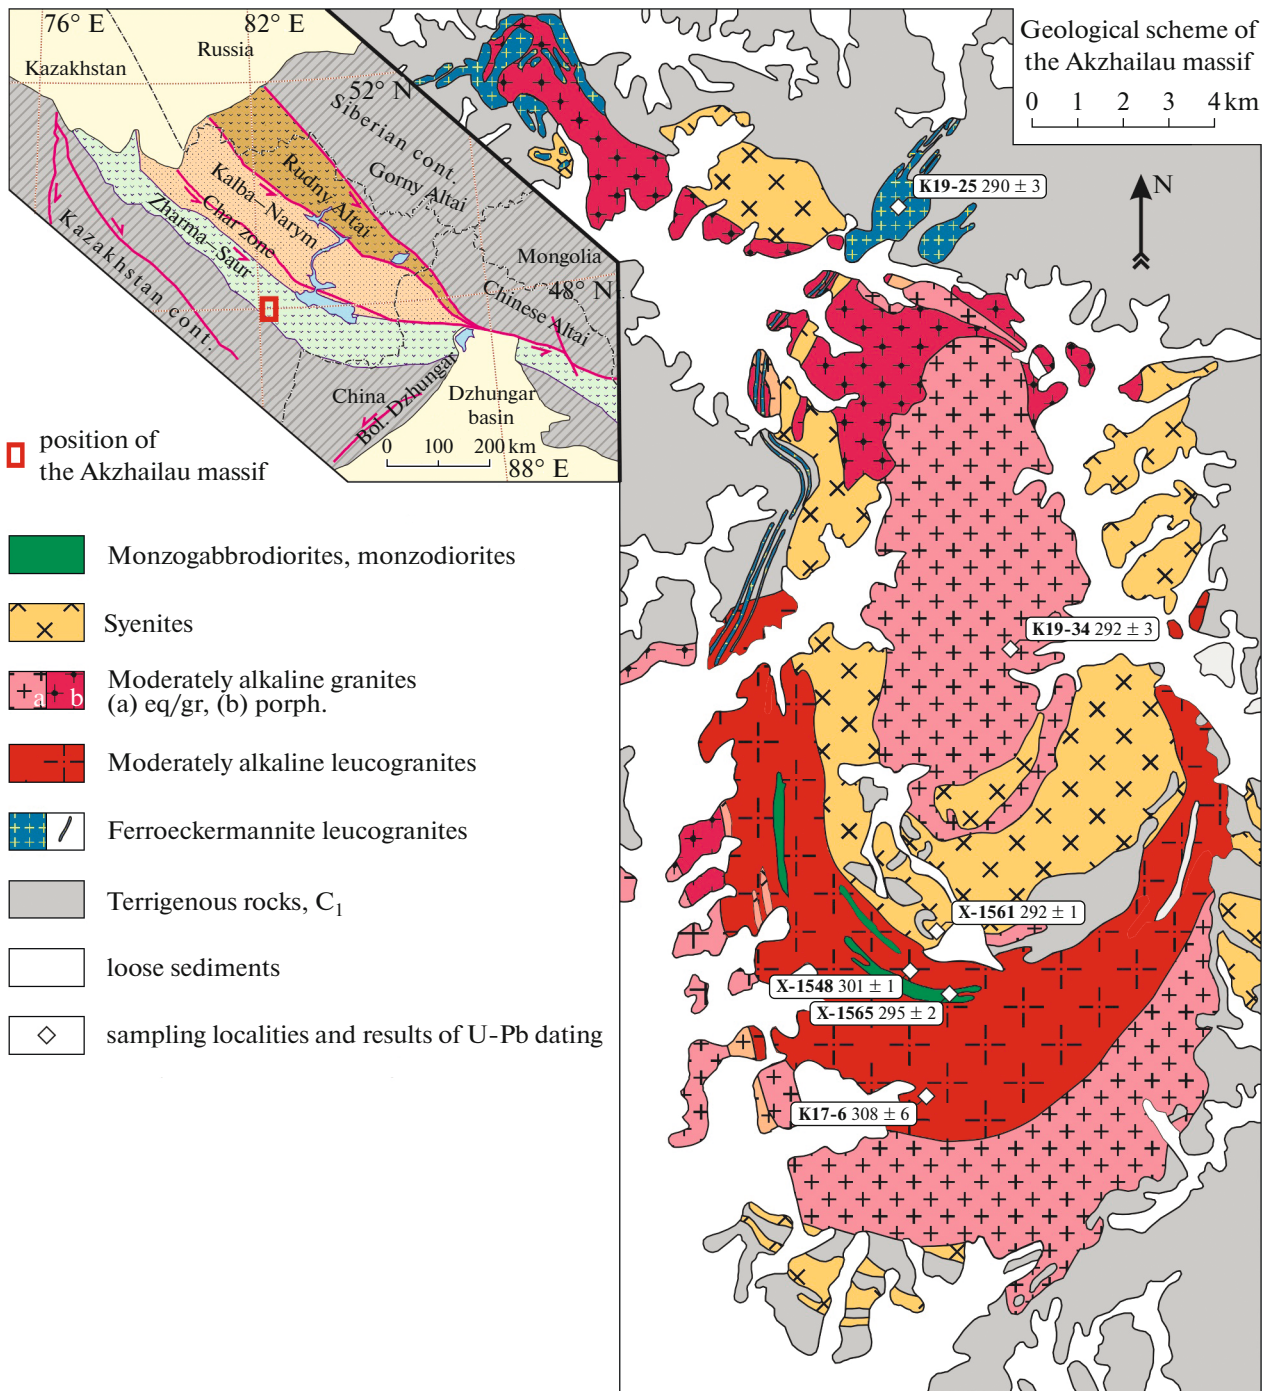 76° E
82° E
Russia
Kazakhstan
52° N
Siberian cont.
Gorny Altai
Rudny Altai
Kalba–Narym
Char zone
Zharma–Saur
Kazakhstan cont.
Mongolia
48° N
Chinese Altai
China
Bol. Dzhungar
Dzhungar
basin
0 100 200 km
88° E
Geological scheme of
the Akzhailau massif
0 1 2 3 4 km
N
position of
the Akzhailau massif
Monzogabbrodiorites, monzodiorites
Syenites
a b
Moderately alkaline granites
(a) eq/gr, (b) porph.
Moderately alkaline leucogranites
Ferroeckermannite leucogranites
Terrigenous rocks, C1
loose sediments
sampling localities and results of U-Pb dating
K19-25 290 ± 3
K19-34 292 ± 3
X-1561 292 ± 1
X-1548 301 ± 1
X-1565 295 ± 2
K17-6 308 ± 6